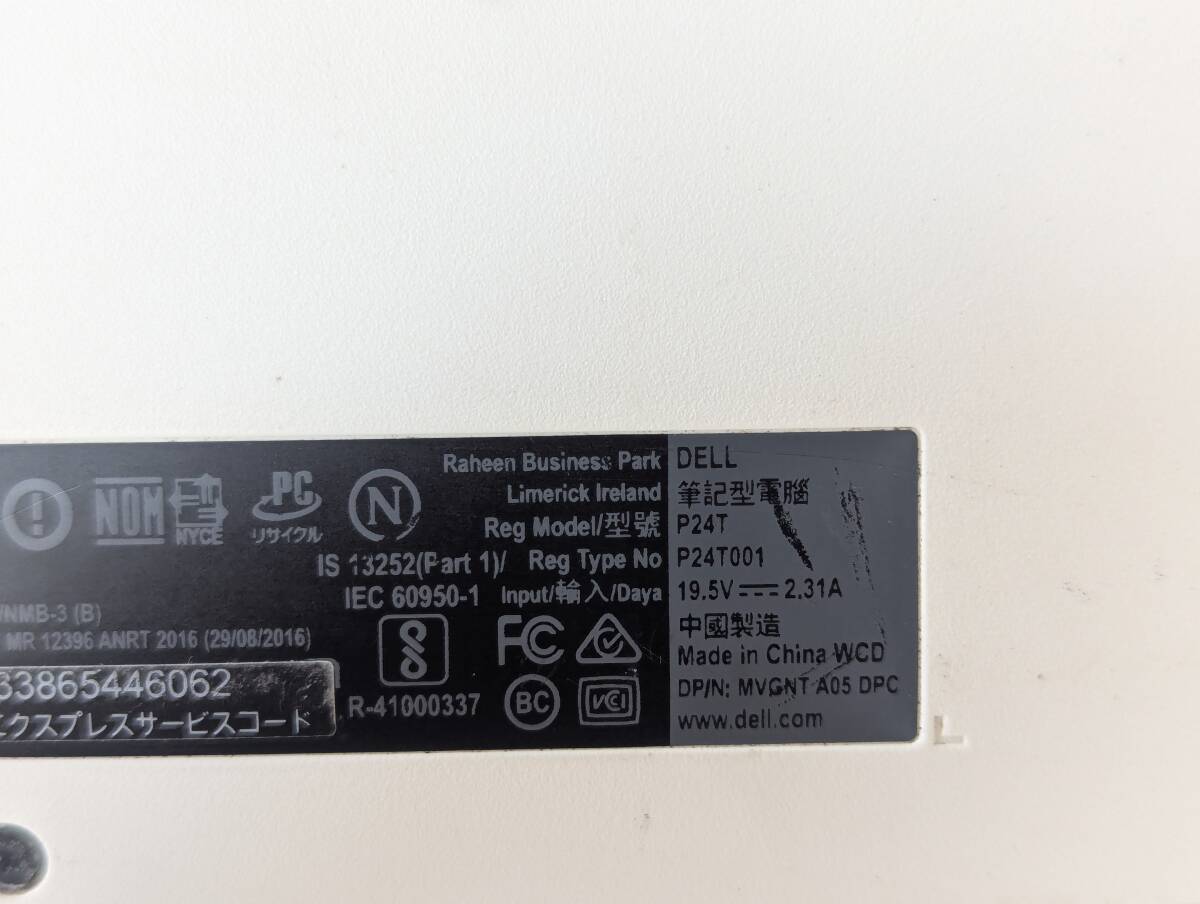 Raheen Business Park DELL
Limerick Ireland 筆記型電腦
Reg Model/型號 P24T
IS 13252(Part 1)/ Reg Type No P24T001
IEC 60950-1 Input/輸入/Daya 19.5V 2.31A
中國製造
Made in China WCD
DP/N: MVGNT A05 DPC
www.dell.com
NOM
NYCE
PC
リサイクル
N
/NMB-3 (B)
MR 12396 ANRT 2016 (29/08/2016)
33865446062
エクスプレスサービスコード
R-41000337
FC
BC
VCI
L